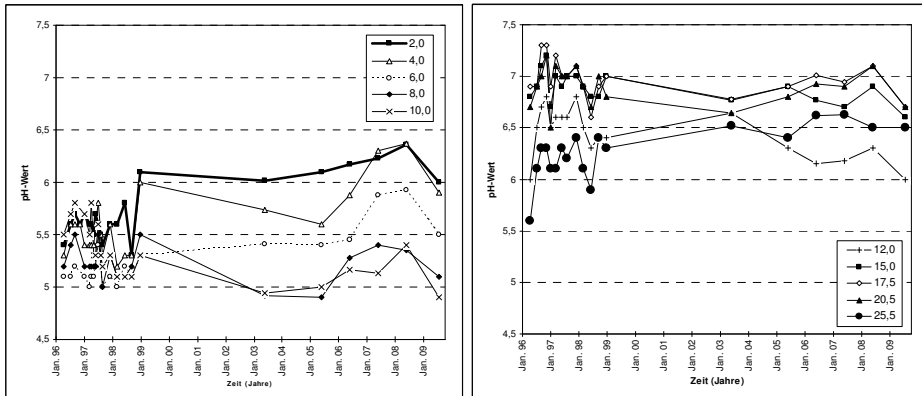 7,5
7
6,5
6
5,5
5
4,5
pH-Wert
2,0
4,0
6,0
8,0
10,0
Jan. 96
Jan. 97
Jan. 98
Jan. 99
Jan. 00
Jan. 01
Jan. 02
Jan. 03
Jan. 04
Jan. 05
Jan. 06
Jan. 07
Jan. 08
Jan. 09
Zeit (Jahre)
7,5
7
6,5
6
5,5
5
4,5
pH-Wert
12,0
15,0
17,5
20,5
25,5
Jan. 96
Jan. 97
Jan. 98
Jan. 99
Jan. 00
Jan. 01
Jan. 02
Jan. 03
Jan. 04
Jan. 05
Jan. 06
Jan. 07
Jan. 08
Jan. 09
Zeit (Jahre)